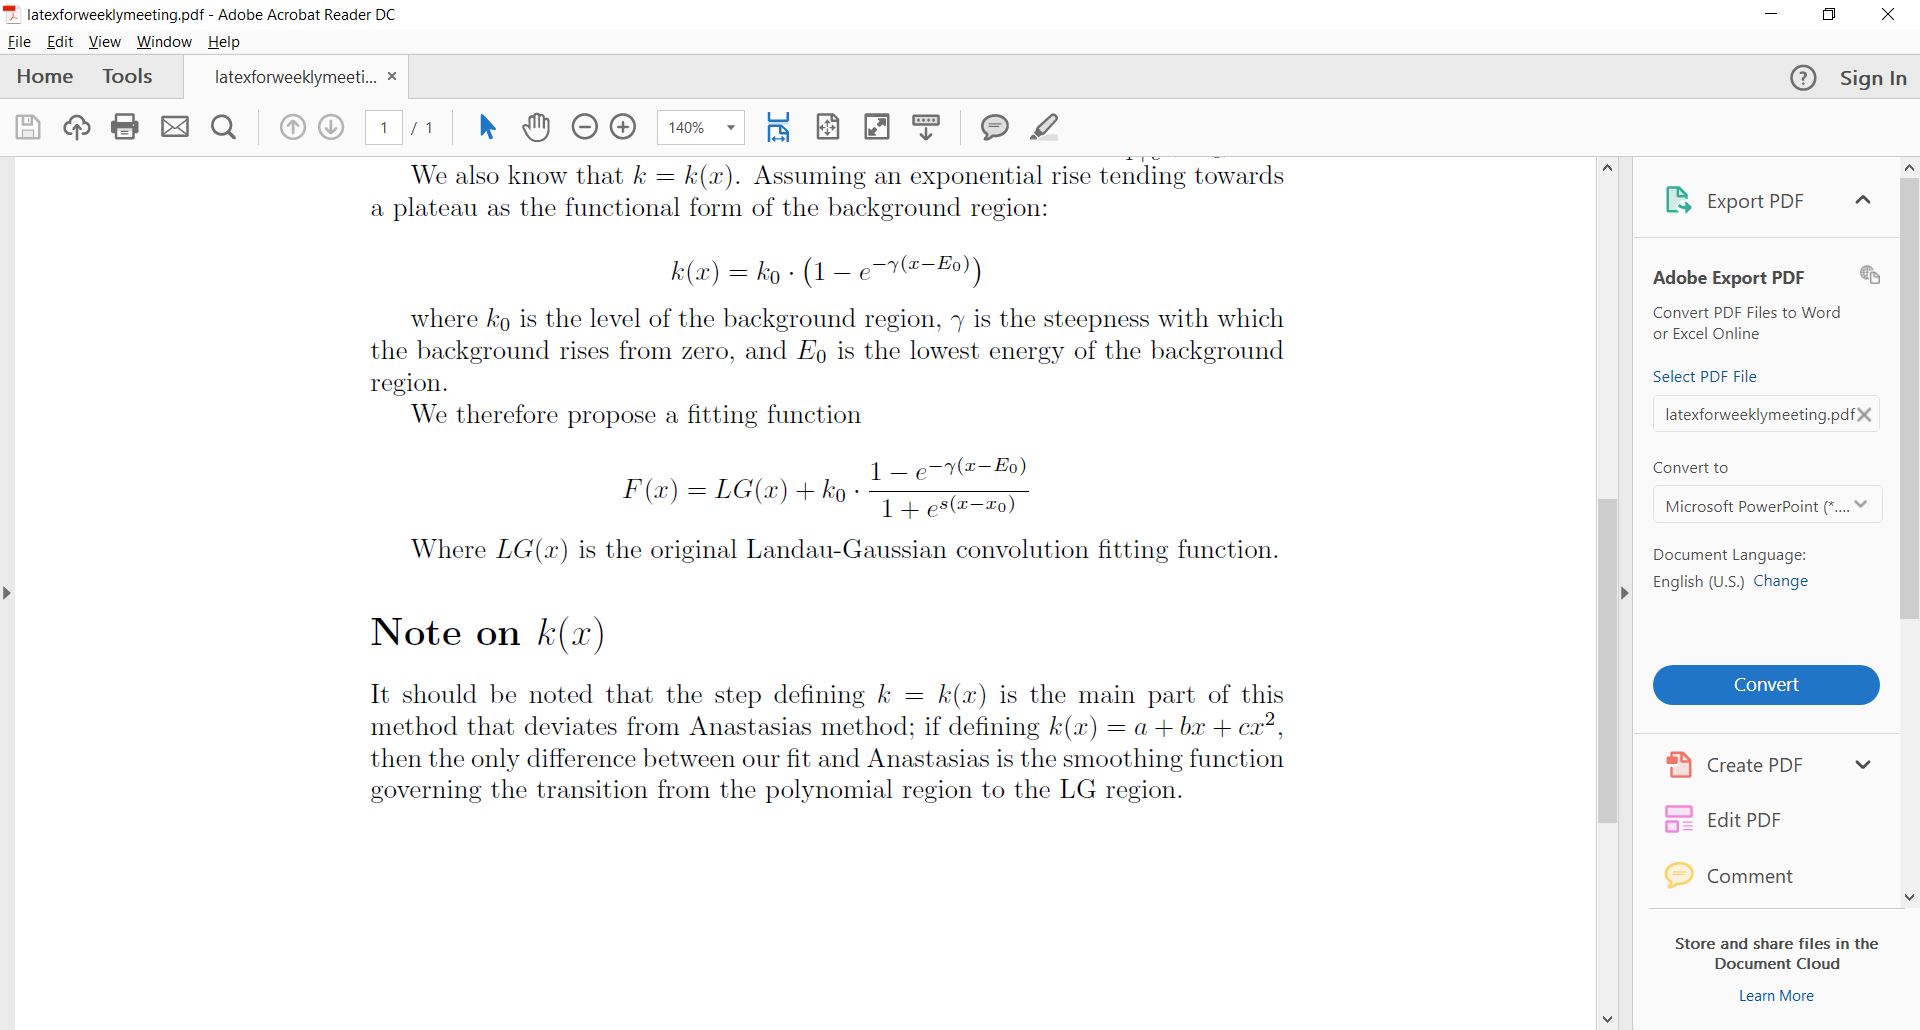 latexforweeklymeeting.pdf - Adobe Acrobat Reader DC
File Edit View Window Help
Home Tools latexforweeklymeeti... × ? Sign In
1 / 1 140%
We also know that k = k(x). Assuming an exponential rise tending towards
a plateau as the functional form of the background region:
k(x) = k₀ · (1 − e^{−γ(x−E₀)})
where k₀ is the level of the background region, γ is the steepness with which
the background rises from zero, and E₀ is the lowest energy of the background
region.
We therefore propose a fitting function
F(x) = LG(x) + k₀ · \frac{1 − e^{−γ(x−E₀)}}{1 + e^{s(x−x₀)}}
Where LG(x) is the original Landau-Gaussian convolution fitting function.
Note on k(x)
It should be noted that the step defining k = k(x) is the main part of this
method that deviates from Anastasias method; if defining k(x) = a + bx + cx²,
then the only difference between our fit and Anastasias is the smoothing function
governing the transition from the polynomial region to the LG region.
Export PDF
Adobe Export PDF
Convert PDF Files to Word
or Excel Online
Select PDF File
latexforweeklymeeting.pdf
Convert to
Microsoft PowerPoint (*....
Document Language:
English (U.S.) Change
Convert
Create PDF
Edit PDF
Comment
Store and share files in the
Document Cloud
Learn More